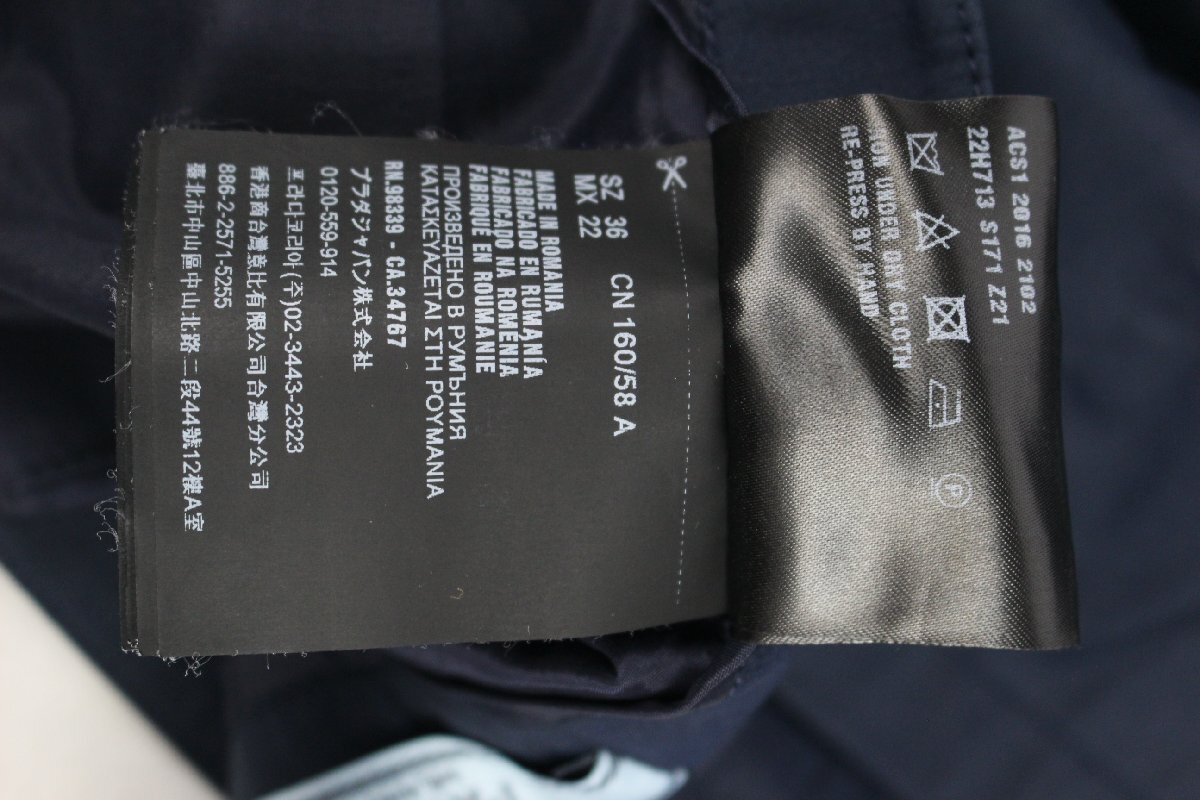 ACS1 2016 2102
22H713 S171 Z21
P
IRON UNDER DRY CLOTH
RE-PRESS BY HAND
SZ 36 CN 160/58 A
MX 22
MADE IN ROMANIA
FABRICADO EN RUMANÍA
FABRICADO NA ROMENIA
FABRIQUE EN ROUMANIE
ПРОИЗВЕДЕНО В РУМЪНИЯ
ΚΑΤΑΣΚΕΥΑΖΕΤΑΙ ΣΤΗ ΡΟΥΜΑΝΙΑ
RN.98339 - CA.34767
プラダジャパン株式会社
0120-559-914
프라다코리아(수)02-3443-2323
香港商台灣意比有限公司台灣分公司
886-2-2571-5255
臺北市中山區中山北路二段44號12樓A室